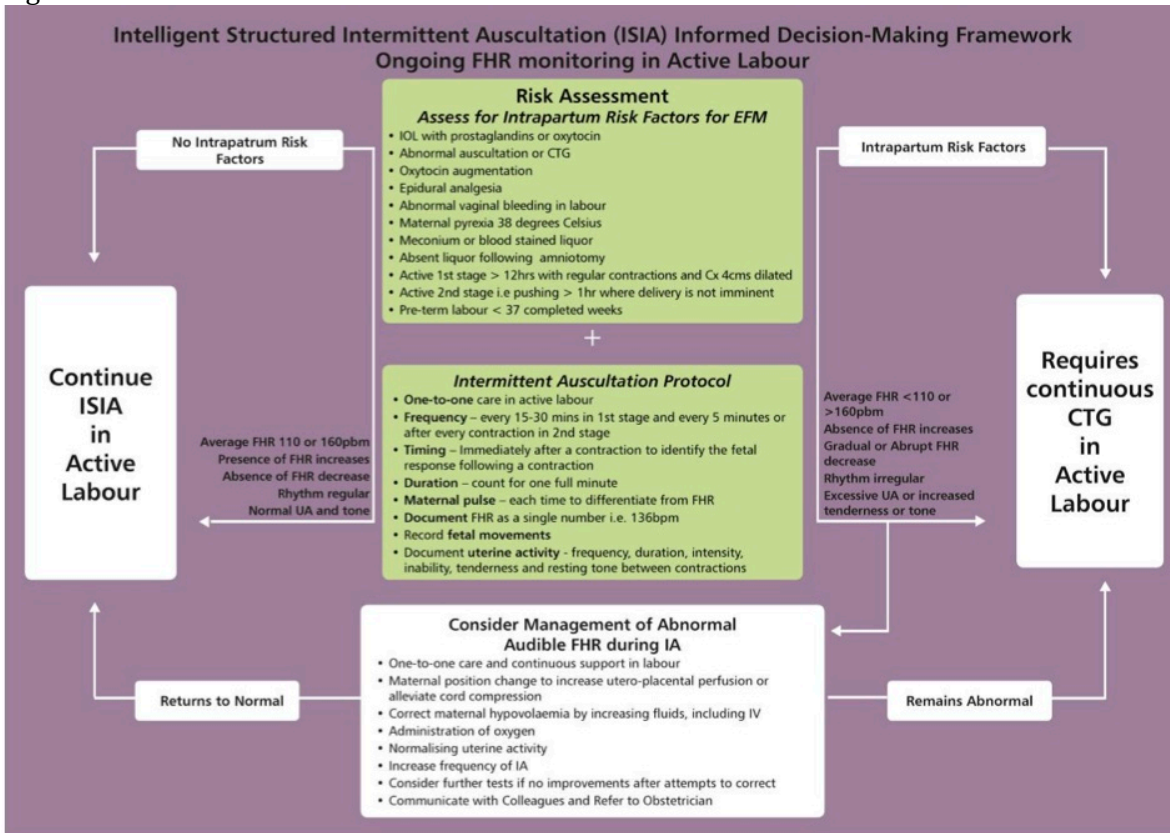 Intelligent Structured Intermittent Auscultation (ISIA) Informed Decision-Making Framework
Ongoing FHR monitoring in Active Labour
Risk Assessment
Assess for Intrapartum Risk Factors for EFM
• IOL with prostaglandins or oxytocin
• Abnormal auscultation or CTG
• Oxytocin augmentation
• Epidural analgesia
• Abnormal vaginal bleeding in labour
• Maternal pyrexia 38 degrees Celsius
• Meconium or blood stained liquor
• Absent liquor following amniotomy
• Active 1st stage > 12hrs with regular contractions and Cx 4cms dilated
• Active 2nd stage i.e pushing > 1hr where delivery is not imminent
• Pre-term labour < 37 completed weeks
No Intrapatrum Risk
Factors
Intrapartum Risk Factors
+
Continue
ISIA
in
Active
Labour
Average FHR 110 or 160pbm
Presence of FHR increases
Absence of FHR decrease
Rhythm regular
Normal UA and tone
Intermittent Auscultation Protocol
• One-to-one care in active labour
• Frequency – every 15-30 mins in 1st stage and every 5 minutes or
after every contraction in 2nd stage
• Timing – Immediately after a contraction to identify the fetal
response following a contraction
• Duration – count for one full minute
• Maternal pulse – each time to differentiate from FHR
• Document FHR as a single number i.e. 136bpm
• Record fetal movements
• Document uterine activity - frequency, duration, intensity,
inability, tenderness and resting tone between contractions
Average FHR <110 or
>160pbm
Absence of FHR increases
Gradual or Abrupt FHR
decrease
Rhythm irregular
Excessive UA or increased
tenderness or tone
Requires
continuous
CTG
in
Active
Labour
Consider Management of Abnormal
Audible FHR during IA
• One-to-one care and continuous support in labour
• Maternal position change to increase utero-placental perfusion or
alleviate cord compression
• Correct maternal hypovolaemia by increasing fluids, including IV
• Administration of oxygen
• Normalising uterine activity
• Increase frequency of IA
• Consider further tests if no improvements after attempts to correct
• Communicate with Colleagues and Refer to Obstetrician
Returns to Normal
Remains Abnormal